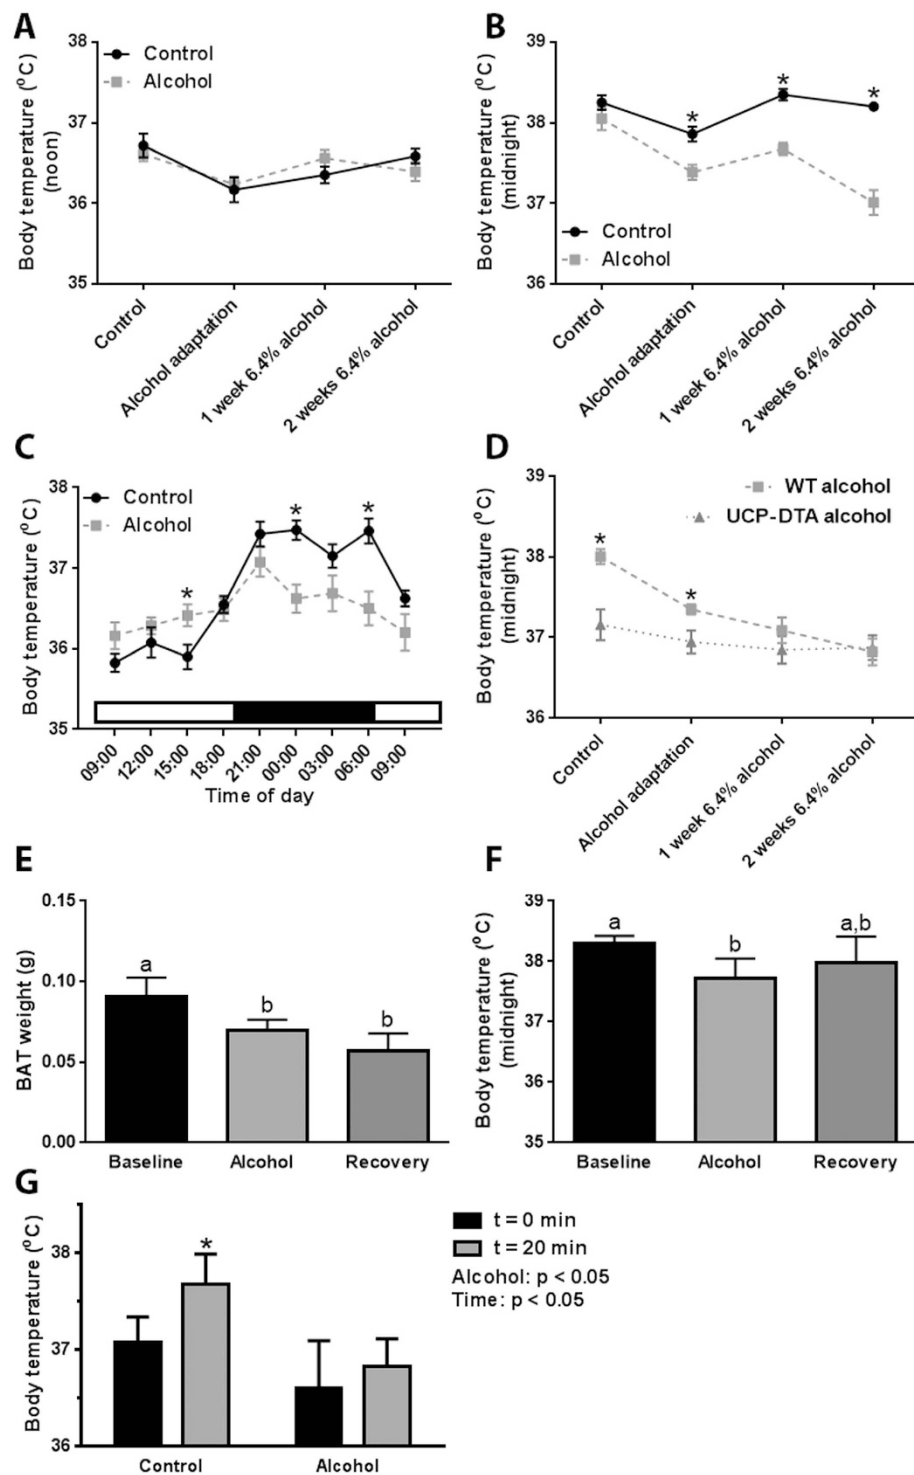 A
Body temperature (°C)
(noon)
38
37
36
35
Control
Alcohol
Control
Alcohol adaptation
1 week 6.4% alcohol
2 weeks 6.4% alcohol
B
Body temperature (°C)
(midnight)
39
38
37
36
*
*
*
Control
Alcohol
Control
Alcohol adaptation
1 week 6.4% alcohol
2 weeks 6.4% alcohol
C
Body temperature (°C)
38
37
36
35
Control
Alcohol
*
*
*
09:00
12:00
15:00
18:00
21:00
00:00
03:00
06:00
09:00
Time of day
D
Body temperature (°C)
(midnight)
39
38
37
36
WT alcohol
UCP-DTA alcohol
*
*
Control
Alcohol adaptation
1 week 6.4% alcohol
2 weeks 6.4% alcohol
E
BAT weight (g)
0.15
0.10
0.05
0.00
a
b
b
Baseline
Alcohol
Recovery
F
Body temperature (°C)
(midnight)
39
38
37
36
35
a
b
a,b
Baseline
Alcohol
Recovery
G
Body temperature (°C)
38
37
36
*
Control
Alcohol
t = 0 min
t = 20 min
Alcohol: p < 0.05
Time: p < 0.05